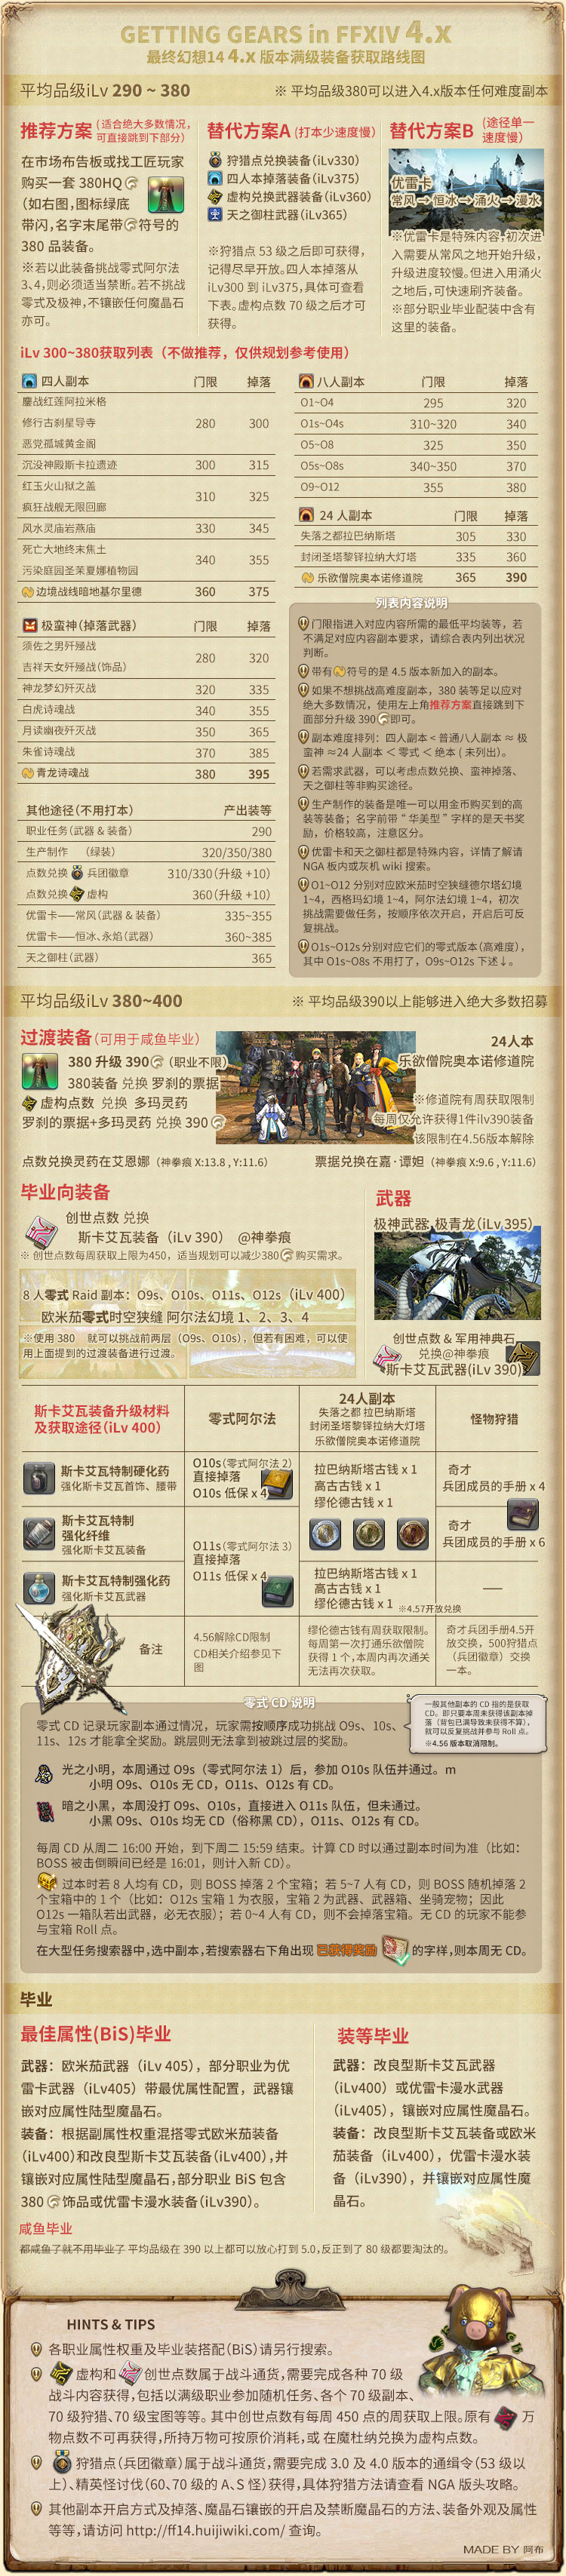 GETTING GEARS in FFXIV 4.x
最终幻想14 4.x 版本满级装备获取路线图
平均品级iLv 290 ~ 380
※ 平均品级380可以进入4.x版本任何难度副本
推荐方案 (适合绝大多数情况，可直接跳到下部分)
在市场布告板或找工匠玩家
购买一套 380HQ
（如右图，图标绿底
带闪，名字末尾带 符号的
380 品装备。
※若以此装备挑战零式阿尔法
3、4，则必须适当禁断。若不挑战
零式及极神，不镶嵌任何魔晶石
亦可。
替代方案A (打本少速度慢)
狩猎点兑换装备（iLv330）
四人本掉落装备（iLv375）
虚构兑换武器装备（iLv360）
天之御柱武器（iLv365）
※狩猎点 53 级之后即可获得，
记得尽早开放。四人本掉落从
iLv300 到 iLv375，具体可查看
下表。虚构点数 70 级之后才可
获得。
替代方案B (途径单一速度慢)
优雷卡
常风→恒冰→涌火→漫水
※优雷卡是特殊内容，初次进
入需要从常风之地开始升级，
升级进度较慢。但进入用涌火
之地后，可快速刷齐装备。
※部分职业毕业配装中含有
这里的装备。
iLv 300~380获取列表（不做推荐，仅供规划参考使用）
四人副本 门限 掉落
鏖战红莲阿拉米格
修行古刹星导寺 280 300
恶党孤城黄金阁
沉没神殿斯卡拉遗迹 300 315
红玉火山狱之盖
疯狂战舰无限回廊 310 325
风水灵庙岩燕庙 330 345
死亡大地终末焦土
污染庭园圣茉夏娜植物园 340 355
边境战线暗地基尔里德 360 375
极蛮神（掉落武器） 门限 掉落
须佐之男歼殛战
吉祥天女歼殛战（饰品） 280 320
神龙梦幻歼灭战 320 335
白虎诗魂战 340 355
月读幽夜歼灭战 350 365
朱雀诗魂战 370 385
青龙诗魂战 380 395
其他途径（不用打本） 产出装等
职业任务（武器 & 装备） 290
生产制作 （绿装） 320/350/380
点数兑换 兵团徽章 310/330（升级 +10）
点数兑换 虚构 360（升级 +10）
优雷卡——常风（武器 & 装备） 335~355
优雷卡——恒冰、永焰（武器） 360~385
天之御柱（武器） 365
八人副本 门限 掉落
O1~O4 295 320
O1s~O4s 310~320 340
O5~O8 325 350
O5s~O8s 340~350 370
O9~O12 355 380
24 人副本 门限 掉落
失落之都拉巴纳斯塔 305 330
封闭圣塔黎铎拉纳大灯塔 335 360
乐欲僧院奥本诺修道院 365 390
列表内容说明
门限指进入对应内容所需的最低平均装等，若
不满足对应内容副本要求，请综合表内列出状况
判断。
带有 符号的是 4.5 版本新加入的副本。
如果不想挑战高难度副本，380 装等足以应对
绝大多数情况，使用左上角推荐方案直接跳到下
面部分升级 390 即可。
副本难度排列：四人副本 < 普通八人副本 ≈ 极
蛮神 ≈24 人副本 < 零式 < 绝本（未列出）。
若需求武器，可以考虑点数兑换、蛮神掉落、
天之御柱等非购买途径。
生产制作的装备是唯一可以用金币购买到的高
装等装备；名字前带 “ 华美型 ” 字样的是天书奖
励，价格较高，注意区分。
优雷卡和天之御柱都是特殊内容，详情了解请
NGA 板内或灰机 wiki 搜索。
O1~O12 分别对应欧米茄时空狭缝德尔塔幻境
1~4，西格玛幻境 1~4，阿尔法幻境 1~4，初次
挑战需要做任务，按顺序依次开启，开启后可反
复挑战。
O1s~O12s分别对应它们的零式版本（高难度），
其中 O1s~O8s 不用打了，O9s~O12s 下述↓。
平均品级iLv 380~400
※ 平均品级390以上能够进入绝大多数招募
过渡装备（可用于咸鱼毕业）
380 升级 390 （职业不限）
380装备 兑换 罗刹的票据
虚构点数 兑换 多玛灵药
罗刹的票据+多玛灵药 兑换 390
24人本
乐欲僧院奥本诺修道院
※修道院有周获取限制
每周仅允许获得1件ilv390装备
该限制在4.56版本解除
点数兑换灵药在艾恩娜（神拳痕 X:13.8 , Y:11.6）
票据兑换在嘉·谭妲（神拳痕 X:9.6 , Y:11.6）
毕业向装备
创世点数 兑换
斯卡艾瓦装备（iLv 390） @神拳痕
※ 创世点数每周获取上限为450，适当规划可以减少380 购买需求。
8 人零式 Raid 副本：O9s、O10s、O11s、O12s（iLv 400）
欧米茄零式时空狭缝 阿尔法幻境 1、2、3、4
※使用 380 就可以挑战前两层（O9s、O10s），但若有困难，可以使
用上面提到的过渡装备进行过渡。
武器
极神武器，极青龙（iLv 395）
创世点数 & 军用神典石
兑换@神拳痕
斯卡艾瓦武器(iLv 390)
斯卡艾瓦装备升级材料
及获取途径（iLv 400）
零式阿尔法
24人副本
失落之都 拉巴纳斯塔
封闭圣塔黎铎拉纳大灯塔
乐欲僧院奥本诺修道院
怪物狩猎
斯卡艾瓦特制硬化药
强化斯卡艾瓦首饰、腰带
O10s（零式阿尔法 2）
直接掉落
O10s 低保 x 4
拉巴纳斯塔古钱 x 1
高古古钱 x 1
缪伦德古钱 x 1
奇才
兵团成员的手册 x 4
斯卡艾瓦特制
强化纤维
强化斯卡艾瓦装备
O11s（零式阿尔法 3）
直接掉落
O11s 低保 x 4
奇才
兵团成员的手册 x 6
斯卡艾瓦特制强化药
强化斯卡艾瓦武器
拉巴纳斯塔古钱 x 1
高古古钱 x 1
缪伦德古钱 x 1 ※4.57开放兑换
——
备注
4.56解除CD限制
CD相关介绍参见下
图
缪伦德古钱有周获取限制。
每周第一次打通乐欲僧院
获得 1 个，本周内再次通关
无法再次获取。
奇才兵团手册4.5开
放交换，500狩猎点
（兵团徽章）交换
一本。
零式 CD 说明
零式 CD 记录玩家副本通过情况，玩家需按顺序成功挑战 O9s、10s、
11s、12s 才能拿全奖励。跳层则无法拿到被跳过层的奖励。
一般其他副本的 CD 指的是获取
CD。即只要本周未获得该副本掉
落（背包已满导致未获得不算），
就可以反复挑战并参与 Roll 点。
※4.56 版本取消限制。
光之小明，本周通过 O9s（零式阿尔法 1）后，参加 O10s 队伍并通过。m
小明 O9s、O10s 无 CD，O11s、O12s 有 CD。
暗之小黑，本周没打 O9s、O10s，直接进入 O11s 队伍，但未通过。
小黑 O9s、O10s 均无 CD（俗称黑 CD），O11s、O12s 有 CD。
每周 CD 从周二 16:00 开始，到下周二 15:59 结束。计算 CD 时以通过副本时间为准（比如：
BOSS 被击倒瞬间已经是 16:01，则计入新 CD）。
过本时若 8 人均有 CD，则 BOSS 掉落 2 个宝箱；若 5~7 人有 CD，则 BOSS 随机掉落 2
个宝箱中的 1 个（比如：O12s 宝箱 1 为衣服，宝箱 2 为武器、武器箱、坐骑宠物；因此
O12s 一箱队若出武器，必无衣服）；若 0~4 人有 CD，则不会掉落宝箱。无 CD 的玩家不能参
与宝箱 Roll 点。
在大型任务搜索器中，选中副本，若搜索器右下角出现 已获得奖励 的字样，则本周无 CD。
毕业
最佳属性(BiS)毕业
武器：欧米茄武器（iLv 405），部分职业为优
雷卡武器（iLv405）带最优属性配置，武器镶
嵌对应属性陆型魔晶石。
装备：根据副属性权重混搭零式欧米茄装备
（iLv400）和改良型斯卡艾瓦装备（iLv400），并
镶嵌对应属性陆型魔晶石，部分职业 BiS 包含
380 饰品或优雷卡漫水装备（iLv390）。
装等毕业
武器：改良型斯卡艾瓦武器
（iLv400）或优雷卡漫水武器
（iLv405），镶嵌对应属性魔晶石。
装备：改良型斯卡艾瓦装备或欧米
茄装备（iLv400），优雷卡漫水装
备（iLv390），并镶嵌对应属性魔
晶石。
咸鱼毕业
都咸鱼了就不用毕业了 平均品级在 390 以上都可以放心打到 5.0，反正到了 80 级都要淘汰的。
HINTS & TIPS
各职业属性权重及毕业装搭配（BiS）请另行搜索。
虚构和 创世点数属于战斗通货，需要完成各种 70 级
战斗内容获得，包括以满级职业参加随机任务、各个 70 级副本、
70 级狩猎、70 级宝图等等。其中创世点数有每周 450 点的周获取上限。原有 万
物点数不可再获得，所持万物可按原价消耗，或 在魔杜纳兑换为虚构点数。
狩猎点（兵团徽章）属于战斗通货，需要完成 3.0 及 4.0 版本的通缉令（53 级以
上）、精英怪讨伐（60、70 级的 A、S 怪）获得，具体狩猎方法请查看 NGA 版头攻略。
其他副本开启方式及掉落、魔晶石镶嵌的开启及禁断魔晶石的方法、装备外观及属性
等等，请访问 http://ff14.huijiwiki.com/ 查询。
MADE BY 阿布